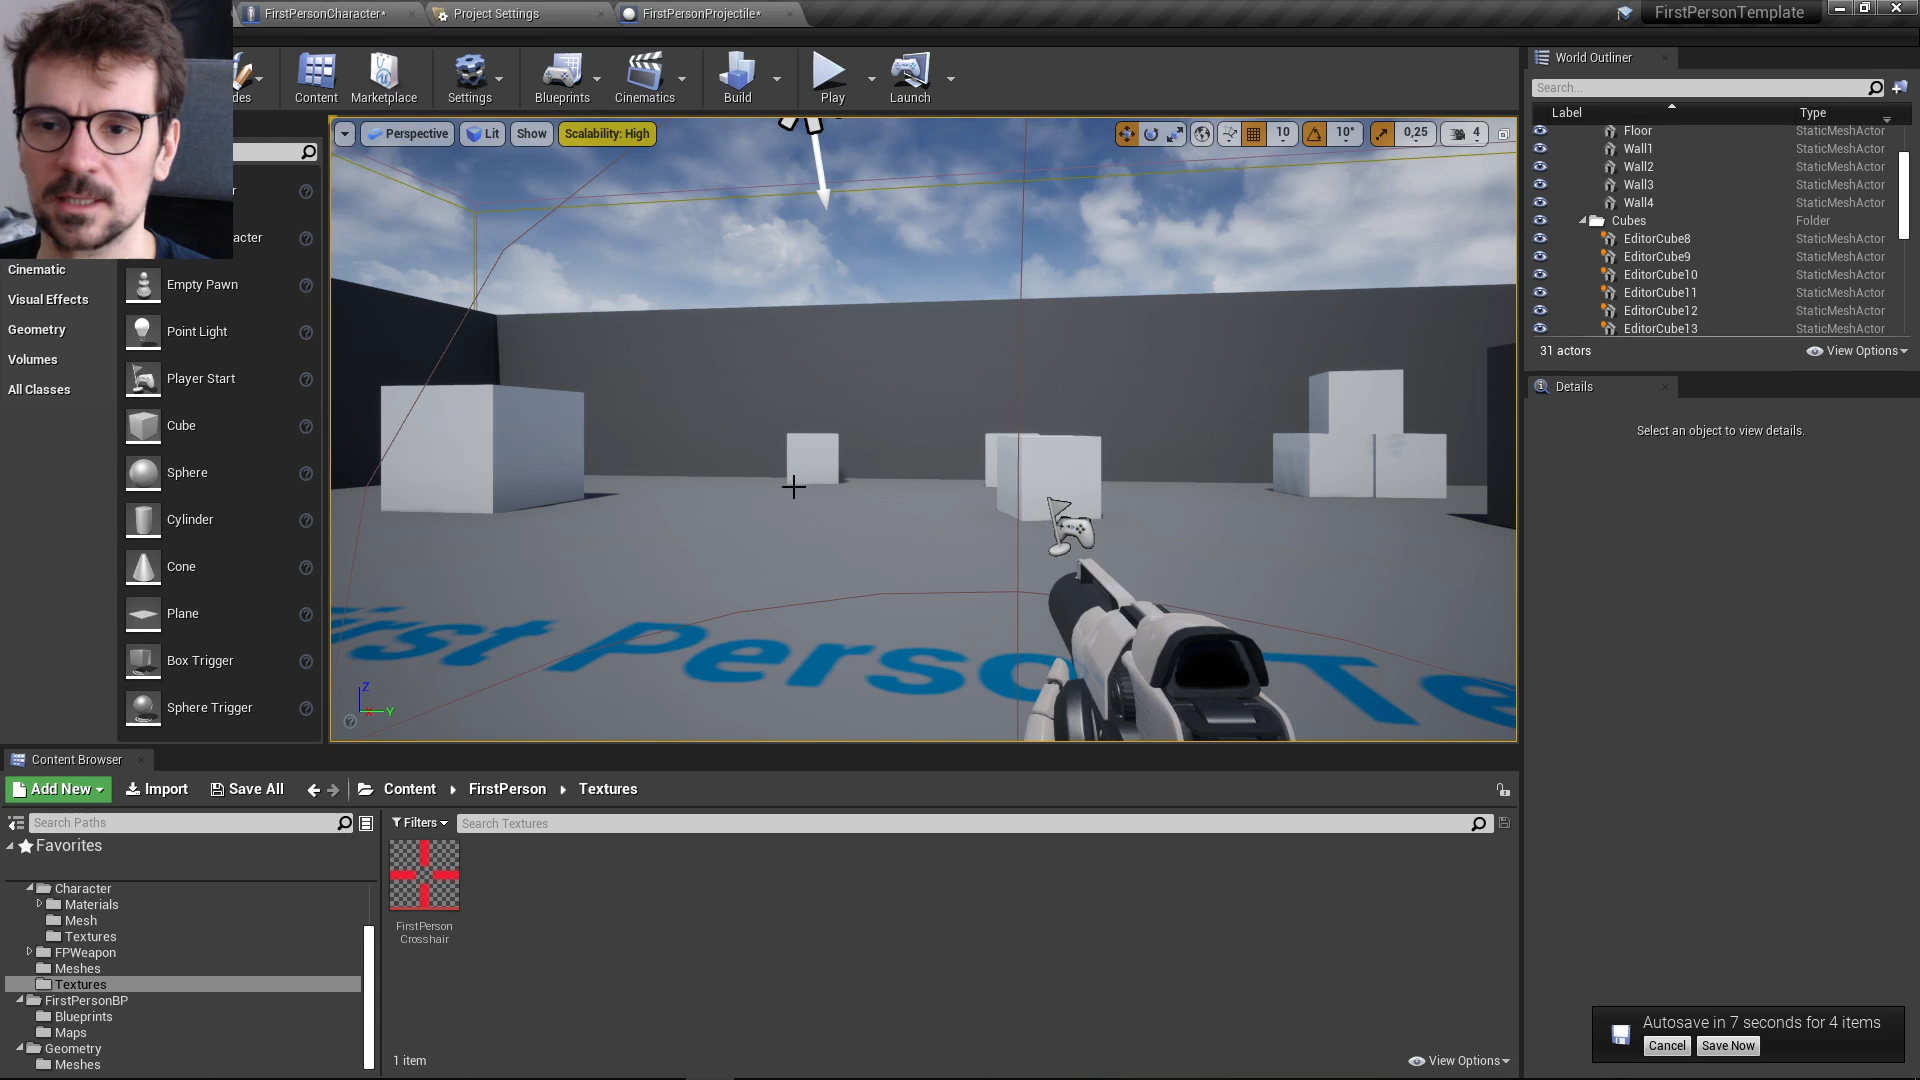 FirstPersonCharacter*
Project Settings
FirstPersonProjectile*
FirstPersonTemplate
des
Content
Marketplace
Settings
Blueprints
Cinematics
Build
Play
Launch
World Outliner
Search...
Label
Type
Floor StaticMeshActor
Wall1 StaticMeshActor
Wall2 StaticMeshActor
Wall3 StaticMeshActor
Wall4 StaticMeshActor
Cubes Folder
EditorCube8 StaticMeshActor
EditorCube9 StaticMeshActor
EditorCube10 StaticMeshActor
EditorCube11 StaticMeshActor
EditorCube12 StaticMeshActor
EditorCube13 StaticMeshActor
31 actors
View Options
Details
Select an object to view details.
Perspective
Lit
Show
Scalability: High
10
10°
0,25
4
Cinematic
Visual Effects
Geometry
Volumes
All Classes
r
acter
Empty Pawn
Point Light
Player Start
Cube
Sphere
Cylinder
Cone
Plane
Box Trigger
Sphere Trigger
First Person Te
Z
X
Y
Content Browser
Add New
Import
Save All
Content
FirstPerson
Textures
Search Paths
Filters
Search Textures
Favorites
Character
Materials
Mesh
Textures
FPWeapon
Meshes
Textures
FirstPersonBP
Blueprints
Maps
Geometry
Meshes
FirstPerson
Crosshair
1 item
View Options
Autosave in 7 seconds for 4 items
Cancel
Save Now